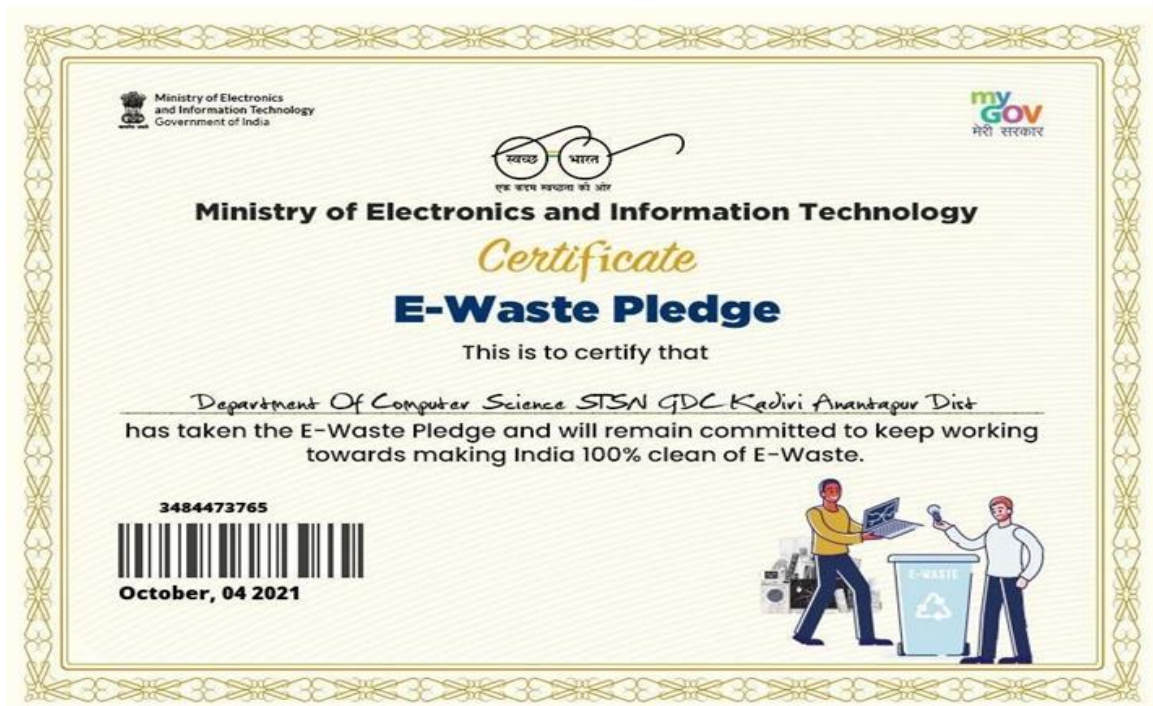 Ministry of Electronics
and Information Technology
Government of India
my
GOV
मेरी सरकार
स्वच्छ भारत
एक कदम स्वच्छता की ओर
Ministry of Electronics and Information Technology
Certificate
E-Waste Pledge
This is to certify that
Department Of Computer Science STSN GDC Kadiri Anantapur Dist
has taken the E-Waste Pledge and will remain committed to keep working
towards making India 100% clean of E-Waste.
3484473765
October, 04 2021
E-WASTE